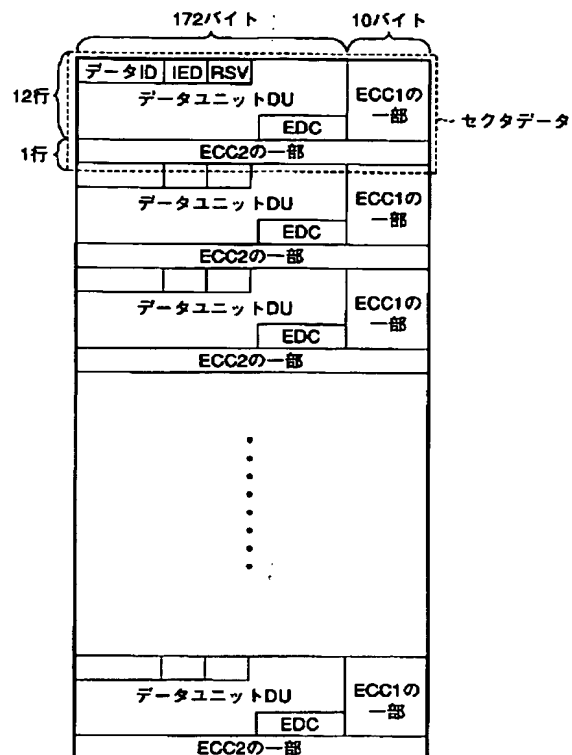 172バイト
10バイト
12行
データID IED RSV
データユニットDU
EDC
ECC1の
一部
セクタデータ
1行
ECC2の一部
データユニットDU
EDC
ECC1の
一部
ECC2の一部
データユニットDU
EDC
ECC1の
一部
ECC2の一部
データユニットDU
EDC
ECC1の
一部
ECC2の一部